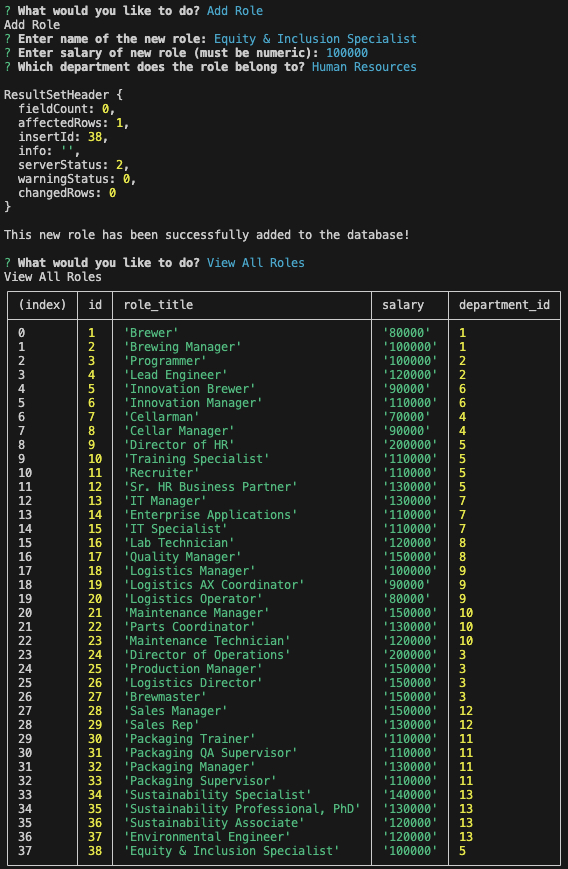 ? What would you like to do? Add Role
Add Role
? Enter name of the new role: Equity & Inclusion Specialist
? Enter salary of new role (must be numeric): 100000
? Which department does the role belong to? Human Resources
ResultSetHeader {
fieldCount: 0,
affectedRows: 1,
insertId: 38,
info: '',
serverStatus: 2,
warningStatus: 0,
changedRows: 0
}
This new role has been successfully added to the database!
? What would you like to do? View All Roles
View All Roles
(index) id role_title salary department_id
0 1 'Brewer' '80000' 1
1 2 'Brewing Manager' '100000' 1
2 3 'Programmer' '100000' 2
3 4 'Lead Engineer' '120000' 2
4 5 'Innovation Brewer' '90000' 6
5 6 'Innovation Manager' '110000' 6
6 7 'Cellarman' '70000' 4
7 8 'Cellar Manager' '90000' 4
8 9 'Director of HR' '200000' 5
9 10 'Training Specialist' '110000' 5
10 11 'Recruiter' '110000' 5
11 12 'Sr. HR Business Partner' '130000' 5
12 13 'IT Manager' '130000' 7
13 14 'Enterprise Applications' '110000' 7
14 15 'IT Specialist' '110000' 7
15 16 'Lab Technician' '120000' 8
16 17 'Quality Manager' '150000' 8
17 18 'Logistics Manager' '100000' 9
18 19 'Logistics AX Coordinator' '90000' 9
19 20 'Logistics Operator' '80000' 9
20 21 'Maintenance Manager' '150000' 10
21 22 'Parts Coordinator' '130000' 10
22 23 'Maintenance Technician' '120000' 10
23 24 'Director of Operations' '200000' 3
24 25 'Production Manager' '150000' 3
25 26 'Logistics Director' '150000' 3
26 27 'Brewmaster' '150000' 3
27 28 'Sales Manager' '150000' 12
28 29 'Sales Rep' '130000' 12
29 30 'Packaging Trainer' '110000' 11
30 31 'Packaging QA Supervisor' '110000' 11
31 32 'Packaging Manager' '130000' 11
32 33 'Packaging Supervisor' '110000' 11
33 34 'Sustainability Specialist' '140000' 13
34 35 'Sustainability Professional, PhD' '130000' 13
35 36 'Sustainability Associate' '120000' 13
36 37 'Environmental Engineer' '120000' 13
37 38 'Equity & Inclusion Specialist' '100000' 5